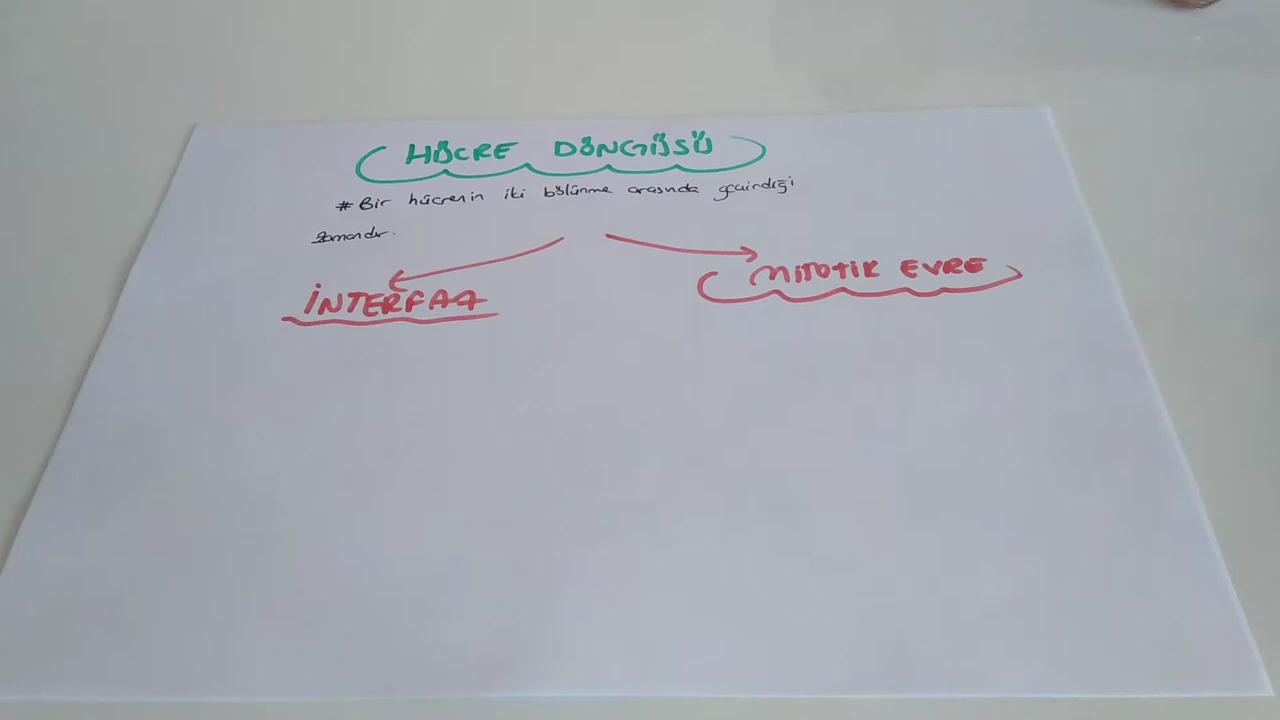 HÜCRE DÖNGÜSÜ
# Bir hücrenin iki bölünme arasında geçirdiği
zamandır.
İNTERFAZ
MİTOTİK EVRE